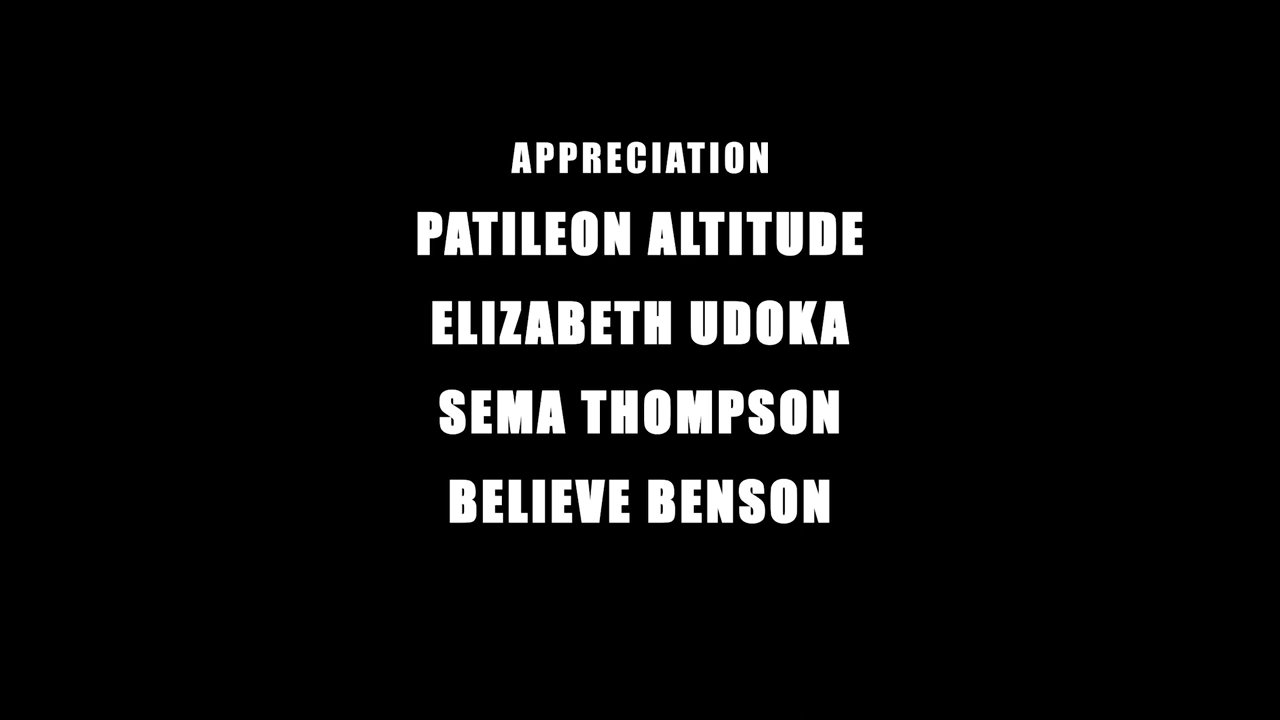 APPRECIATION
PATILEON ALTITUDE
ELIZABETH UDOKA
SEMA THOMPSON
BELIEVE BENSON